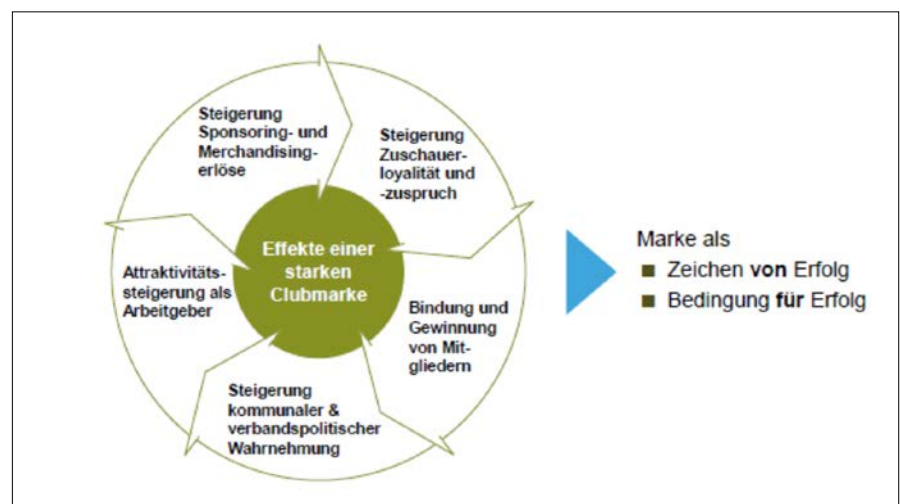 Steigerung
Sponsoring- und
Merchandising-
erlöse
Steigerung
Zuschauer-
loyalität und
-zuspruch
Effekte einer
starken
Clubmarke
Attraktivitäts-
steigerung als
Arbeitgeber
Bindung und
Gewinnung
von Mit-
gliedern
Steigerung
kommunaler &
verbandspolitischer
Wahrnehmung
Marke als
■ Zeichen von Erfolg
■ Bedingung für Erfolg